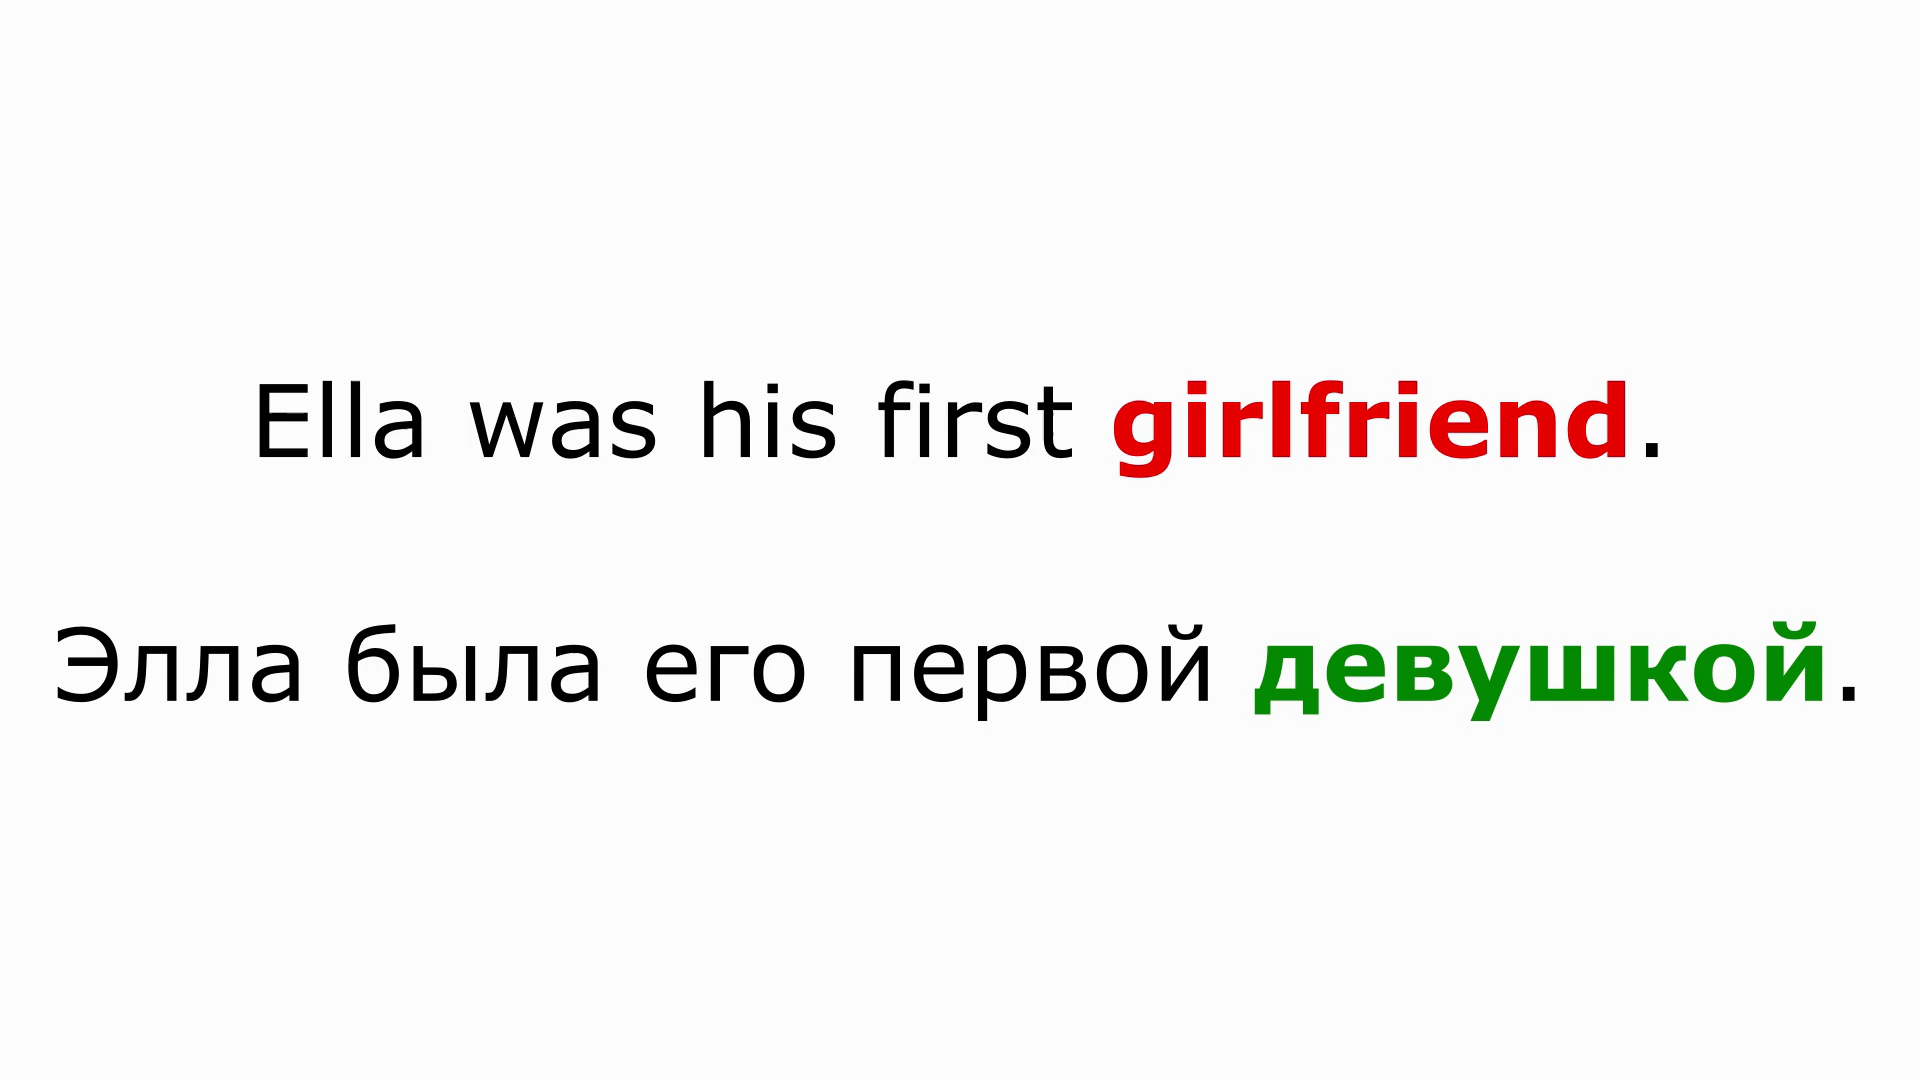 Ella was his first girlfriend.
Элла была его первой девушкой.